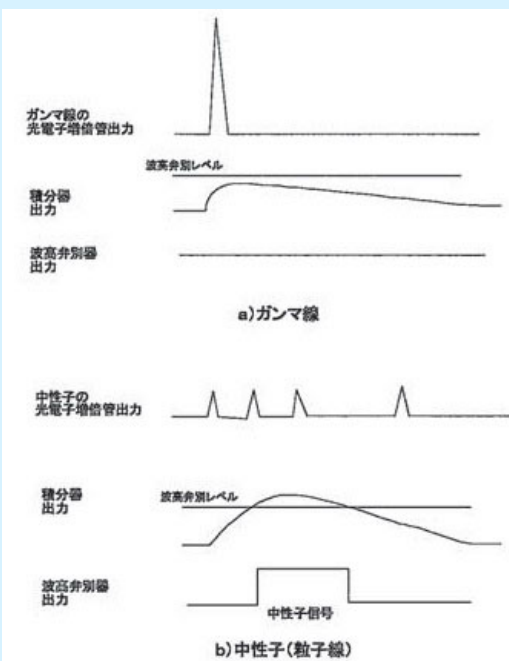 ガンマ線の
光電子増倍管出力
波高弁別レベル
積分器
出力
波高弁別器
出力
a)ガンマ線
中性子の
光電子増倍管出力
積分器
出力
波高弁別レベル
波高弁別器
出力
中性子信号
b)中性子(粒子線)